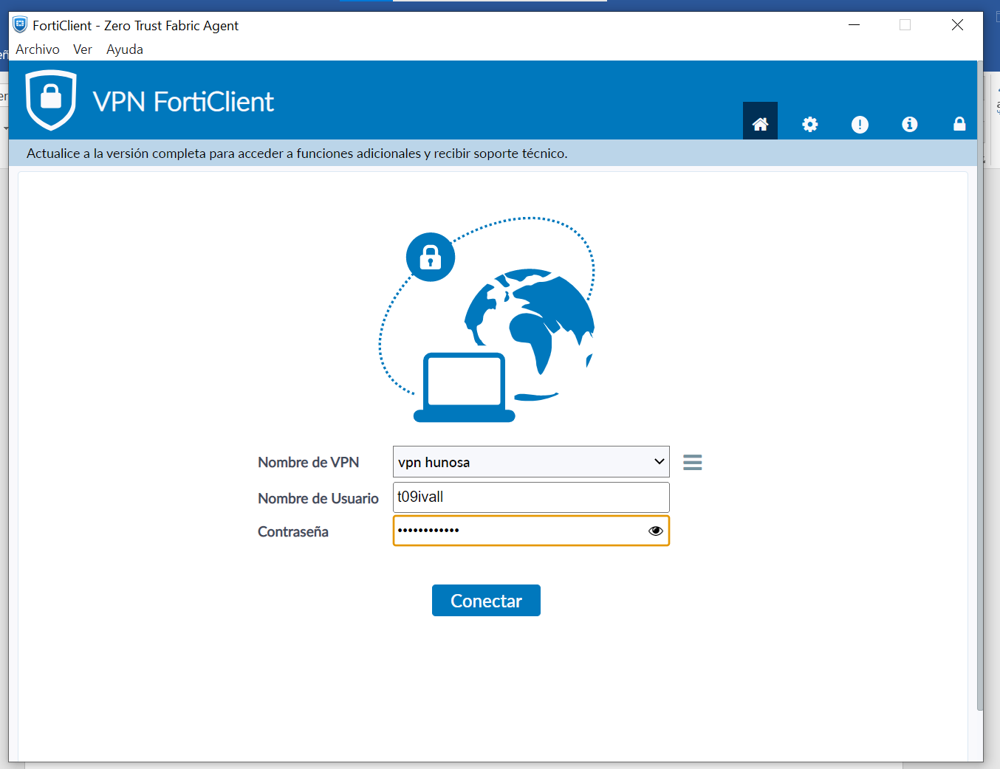 FortiClient - Zero Trust Fabric Agent
Archivo Ver Ayuda
VPN FortiClient
Actualice a la versión completa para acceder a funciones adicionales y recibir soporte técnico.
Nombre de VPN vpn hunosa
Nombre de Usuario t09ivall
Contraseña ••••••••••••
Conectar